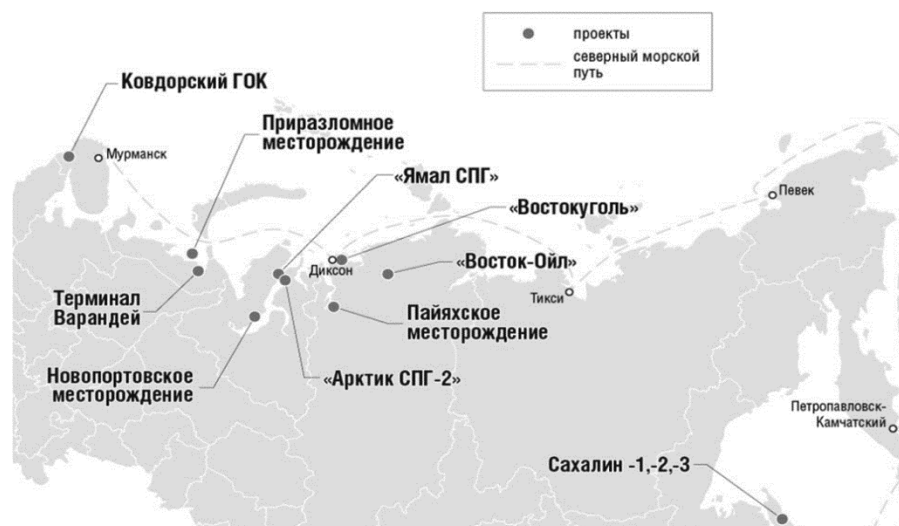 проекты
северный морской
путь
Ковдорский ГОК
Приразломное
месторождение
Мурманск
«Ямал СПГ»
Певек
«Востокуголь»
Диксон
«Восток-Ойл»
Тикси
Терминал
Варандей
Пайяхское
месторождение
Новопортовское
месторождение
«Арктик СПГ-2»
Петропавловск-
Камчатский
Сахалин -1,-2,-3